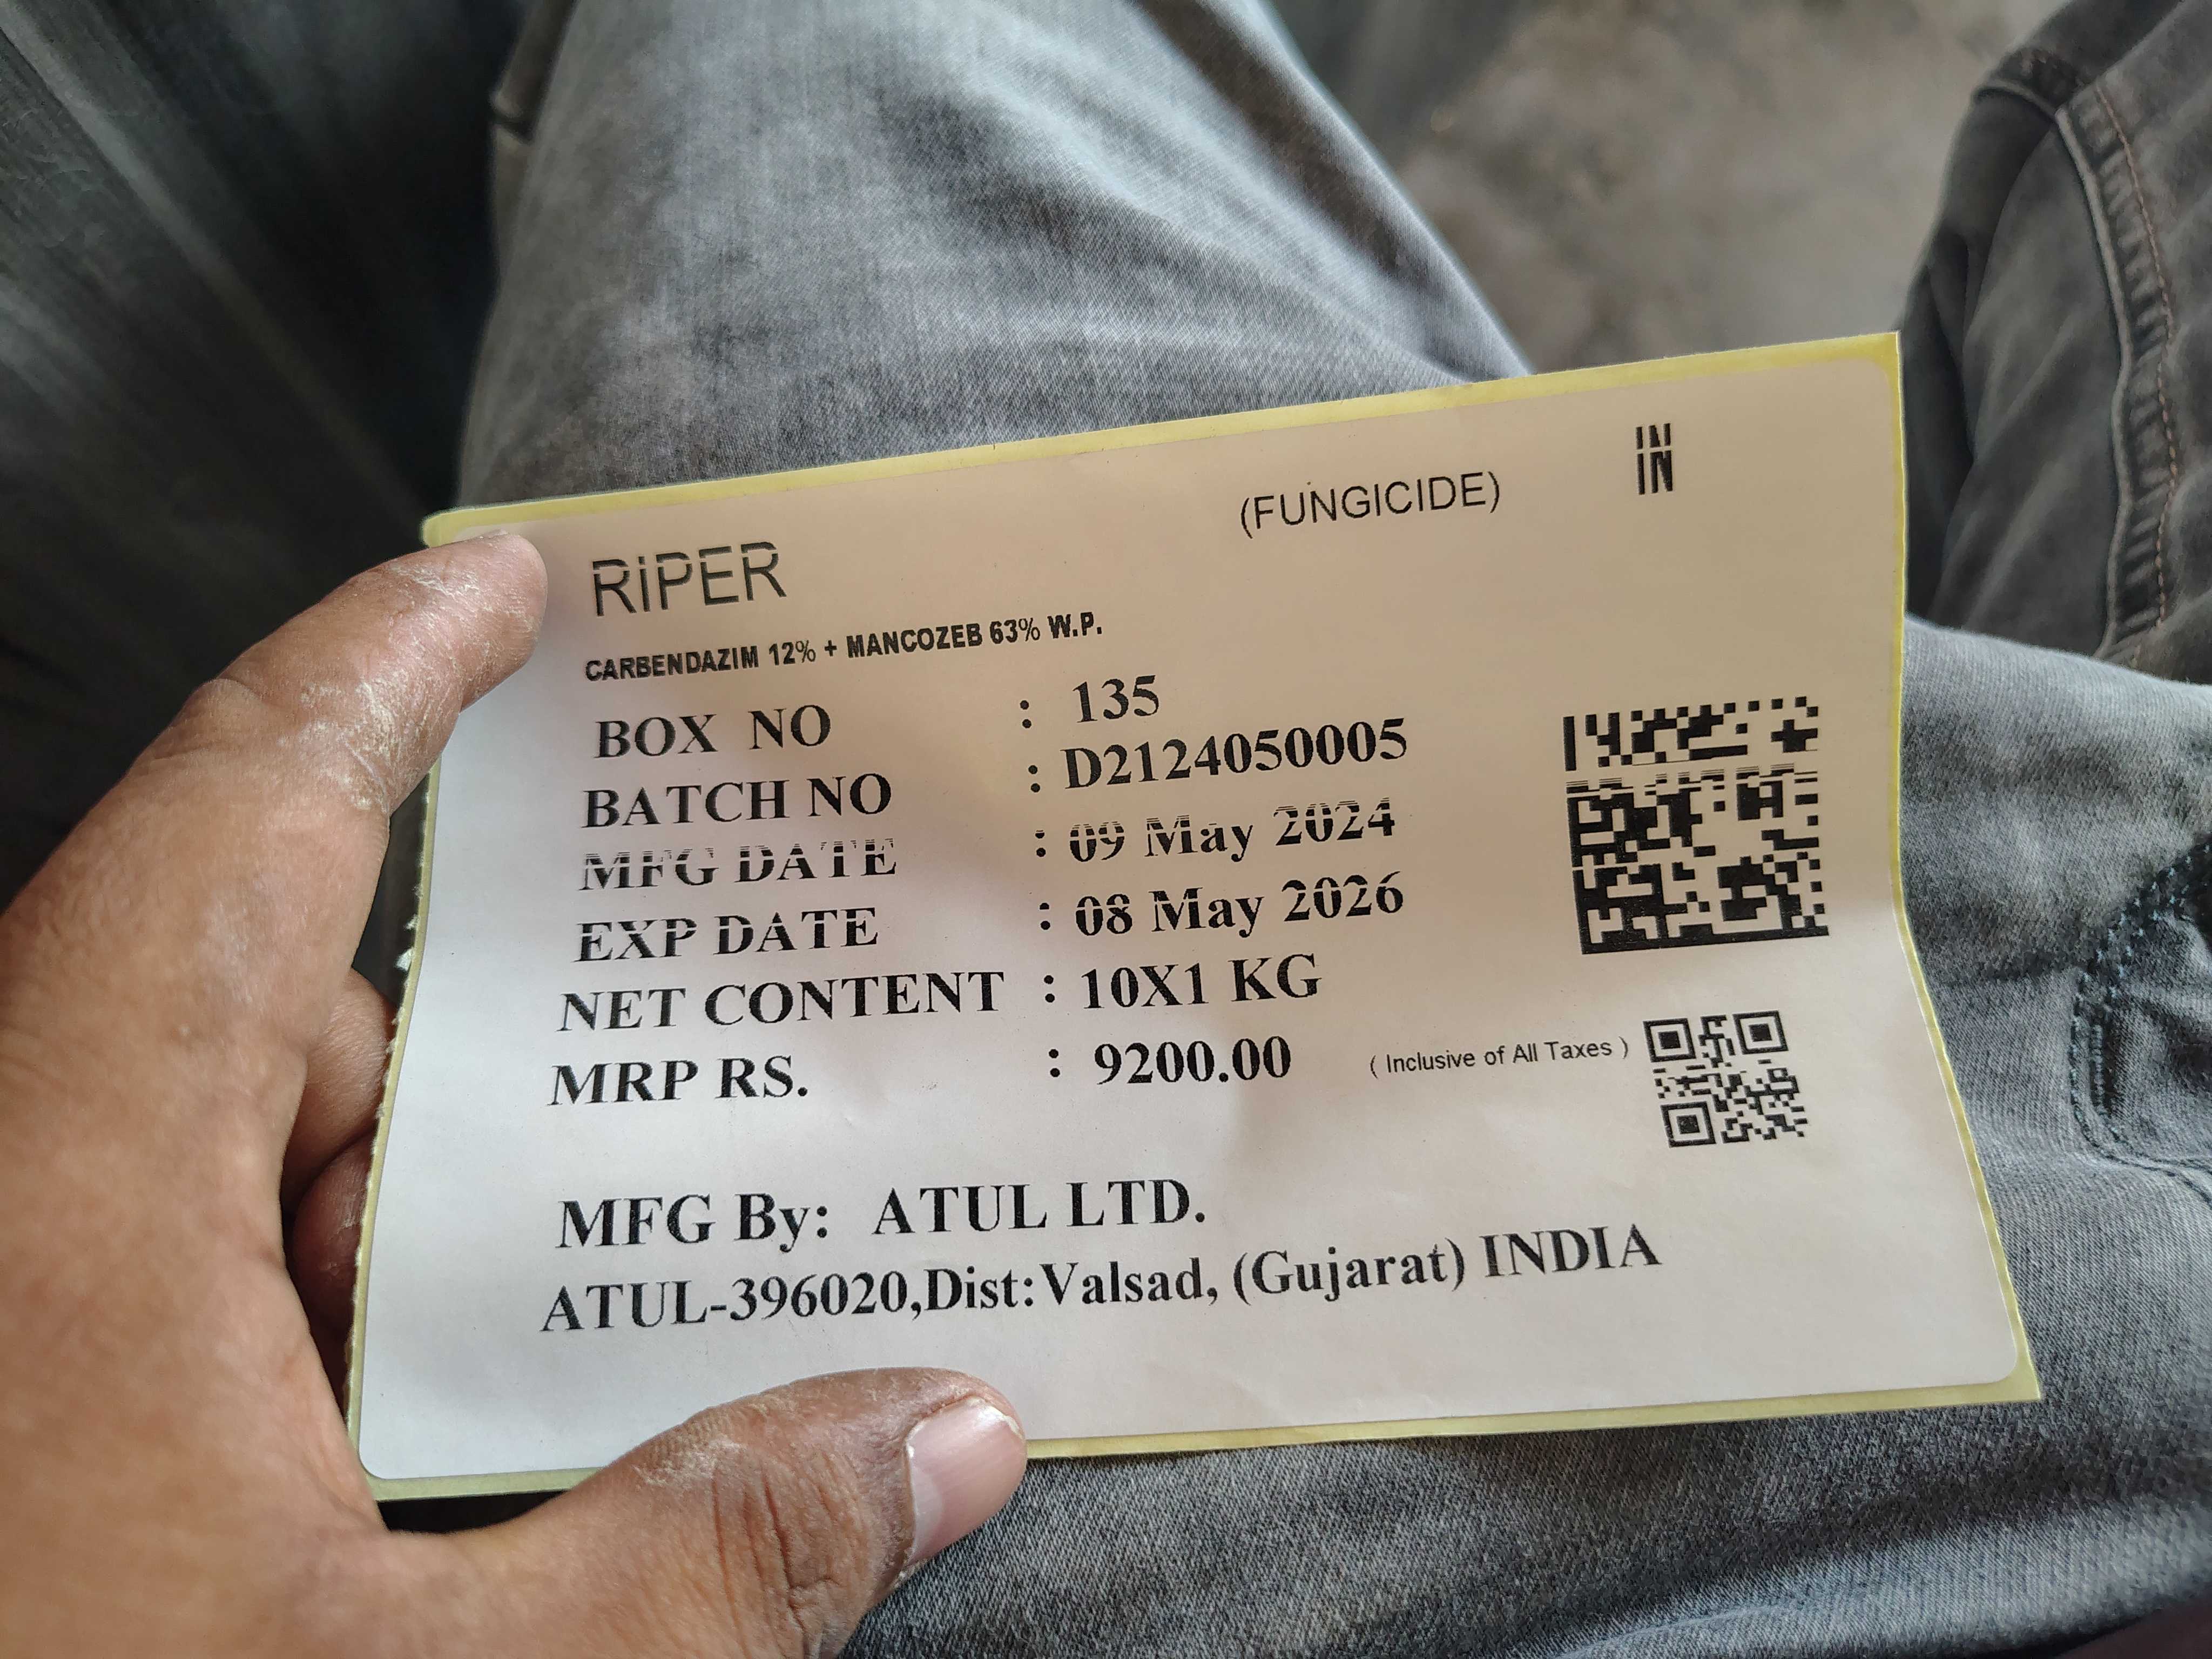 (FUNGICIDE)
IN
IN
RiPER
CARBENDAZIM 12% + MANCOZEB 63% W.P.
BOX NO : 135
BATCH NO : D2124050005
MFG DATE : 09 May 2024
EXP DATE : 08 May 2026
NET CONTENT : 10X1 KG
MRP RS. : 9200.00 ( Inclusive of All Taxes )
MFG By: ATUL LTD.
ATUL-396020,Dist:Valsad, (Gujarat) INDIA